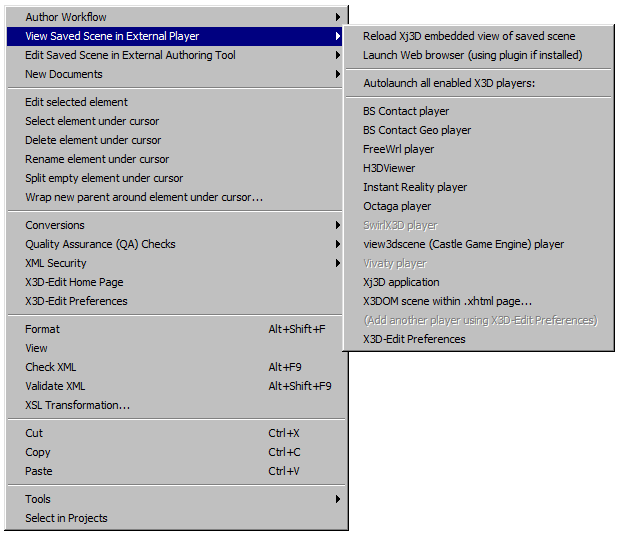 Author Workflow
View Saved Scene in External Player
Edit Saved Scene in External Authoring Tool
New Documents
Edit selected element
Select element under cursor
Delete element under cursor
Rename element under cursor
Split empty element under cursor
Wrap new parent around element under cursor...
Conversions
Quality Assurance (QA) Checks
XML Security
X3D-Edit Home Page
X3D-Edit Preferences
Format Alt+Shift+F
View
Check XML Alt+F9
Validate XML Alt+Shift+F9
XSL Transformation...
Cut Ctrl+X
Copy Ctrl+C
Paste Ctrl+V
Tools
Select in Projects
Reload Xj3D embedded view of saved scene
Launch Web browser (using plugin if installed)
Autolaunch all enabled X3D players:
BS Contact player
BS Contact Geo player
FreeWrl player
H3DViewer
Instant Reality player
Octaga player
SwirlX3D player
view3dscene (Castle Game Engine) player
Vivaty player
Xj3D application
X3DOM scene within .xhtml page...
(Add another player using X3D-Edit Preferences)
X3D-Edit Preferences